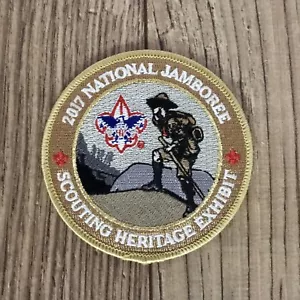 2017 NATIONAL JAMBOREE
SCOUTING HERITAGE EXHIBIT